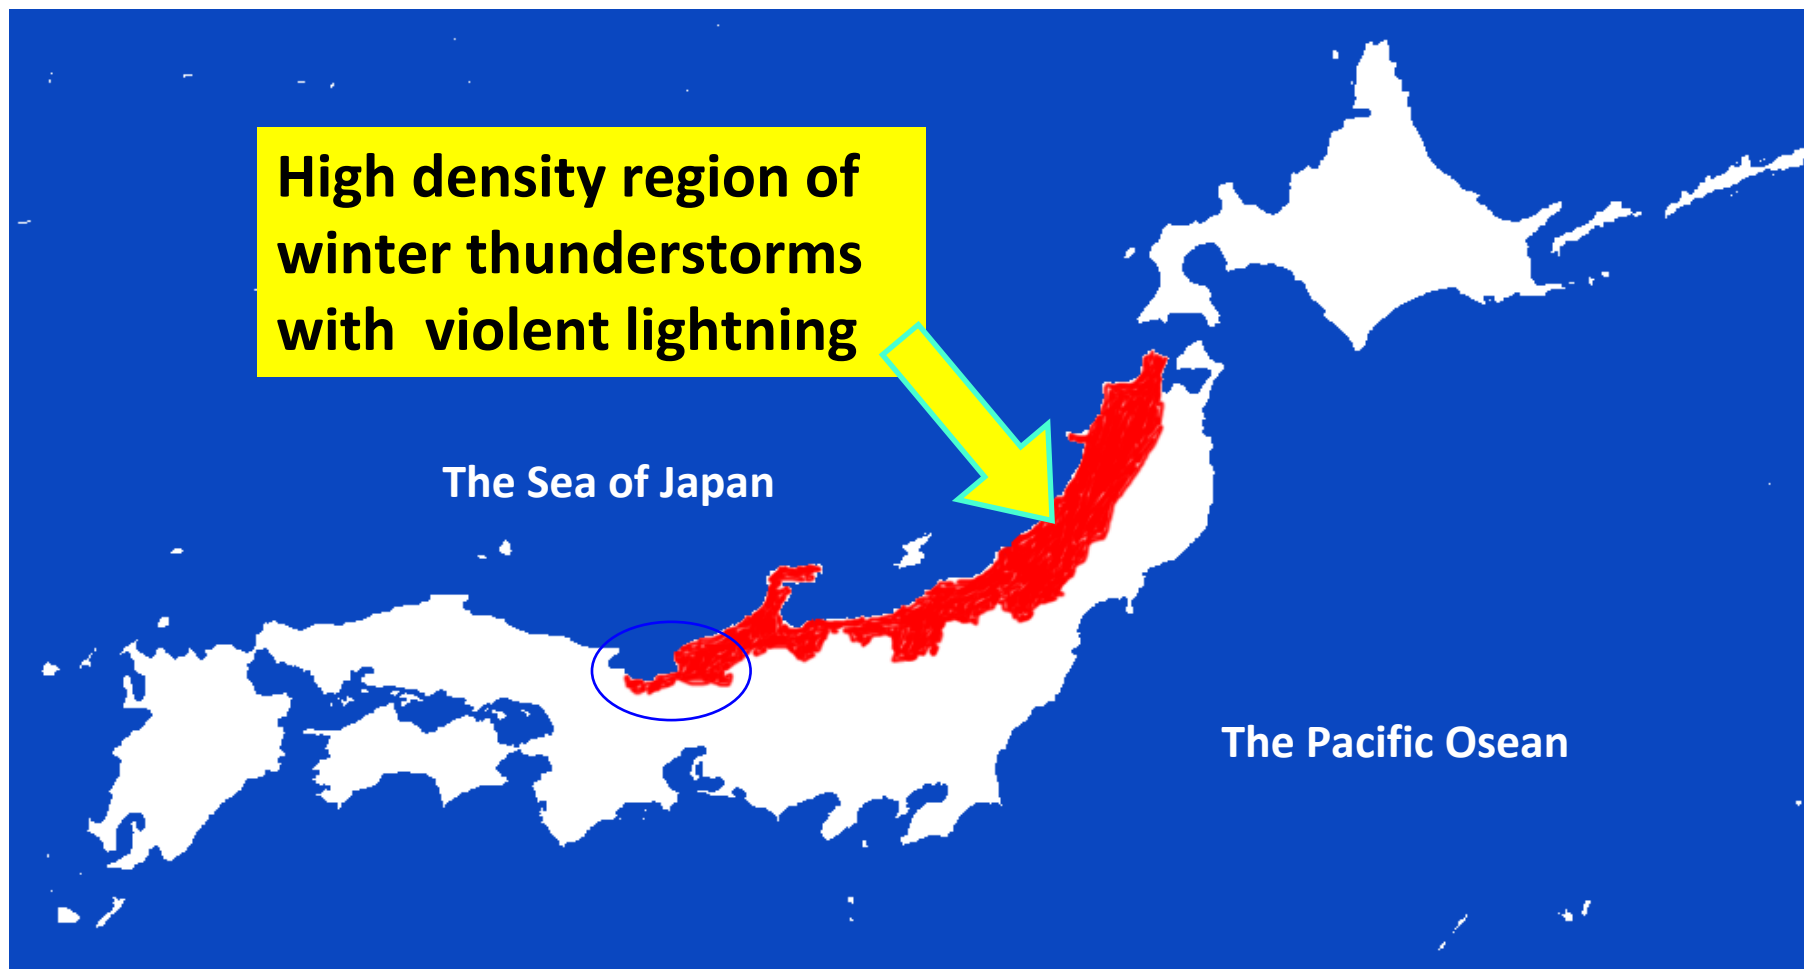 High density region of
winter thunderstorms
with  violent lightning
The Sea of Japan
The Pacific Osean